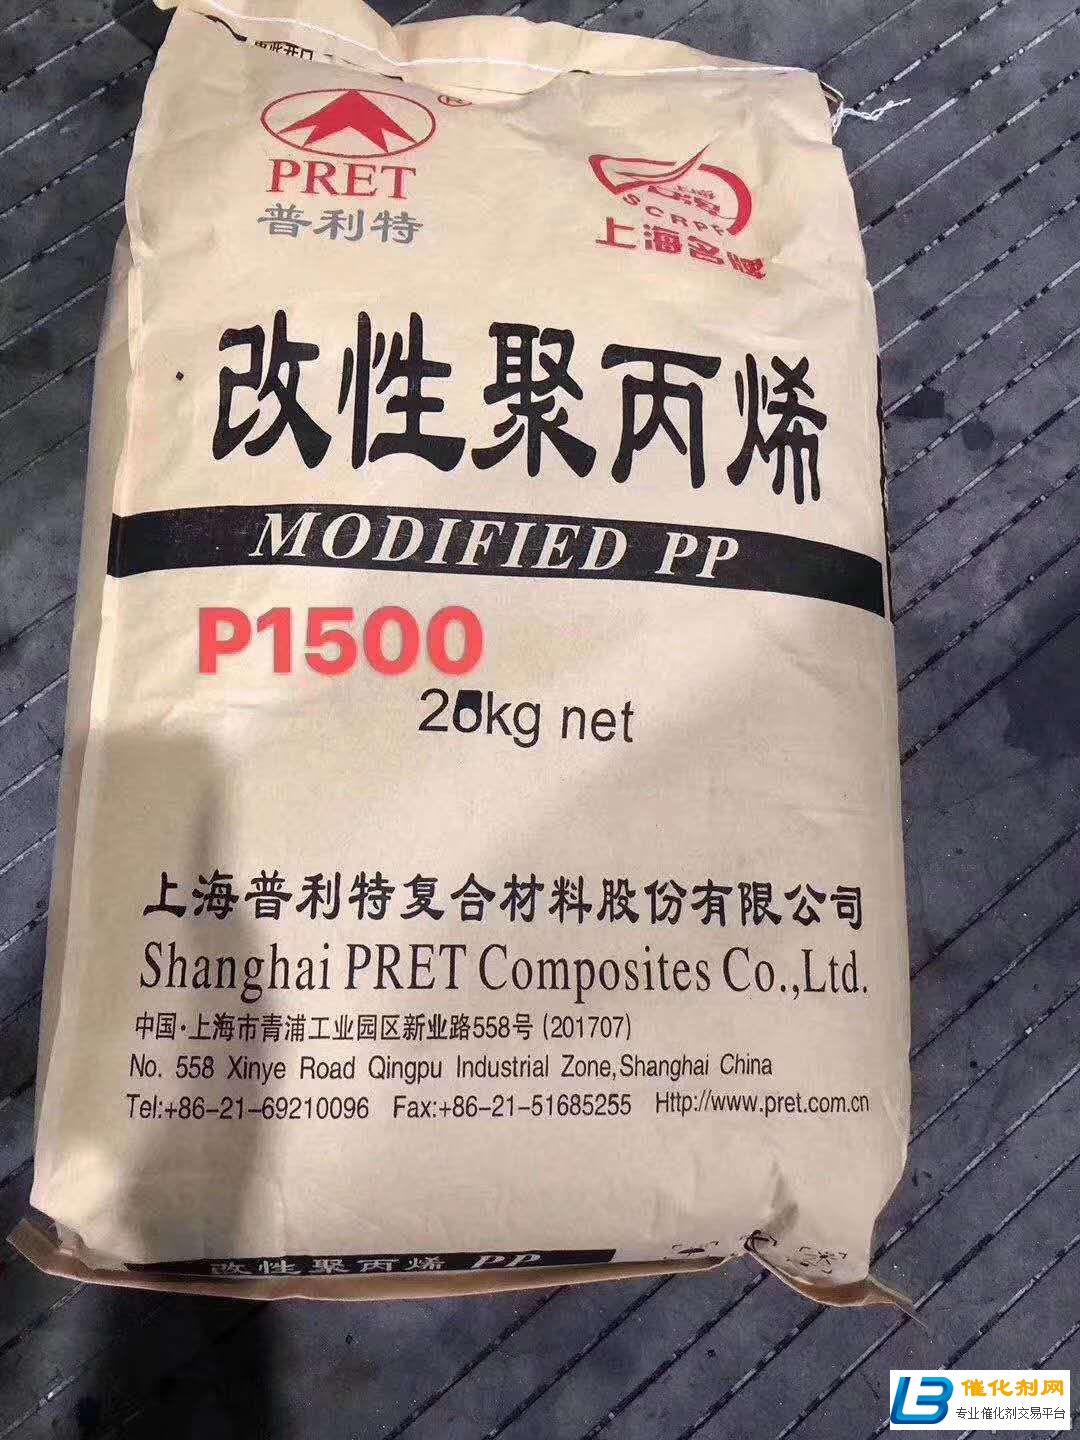 PRET ®
普利特
SCRPF
上海名牌
改性聚丙烯
MODIFIED PP
P1500
kg net
上海普利特复合材料股份有限公司
Shanghai PRET Composites Co.,Ltd.
中国·上海市青浦工业园区新业路558号 (201707)
No. 558 Xinye Road Qingpu Industrial Zone,Shanghai China
Tel:+86-21-69210096 Fax:+86-21-51685255 Http://www.pret.com.cn
改性聚丙烯 PP
催化剂网
专业催化剂交易平台